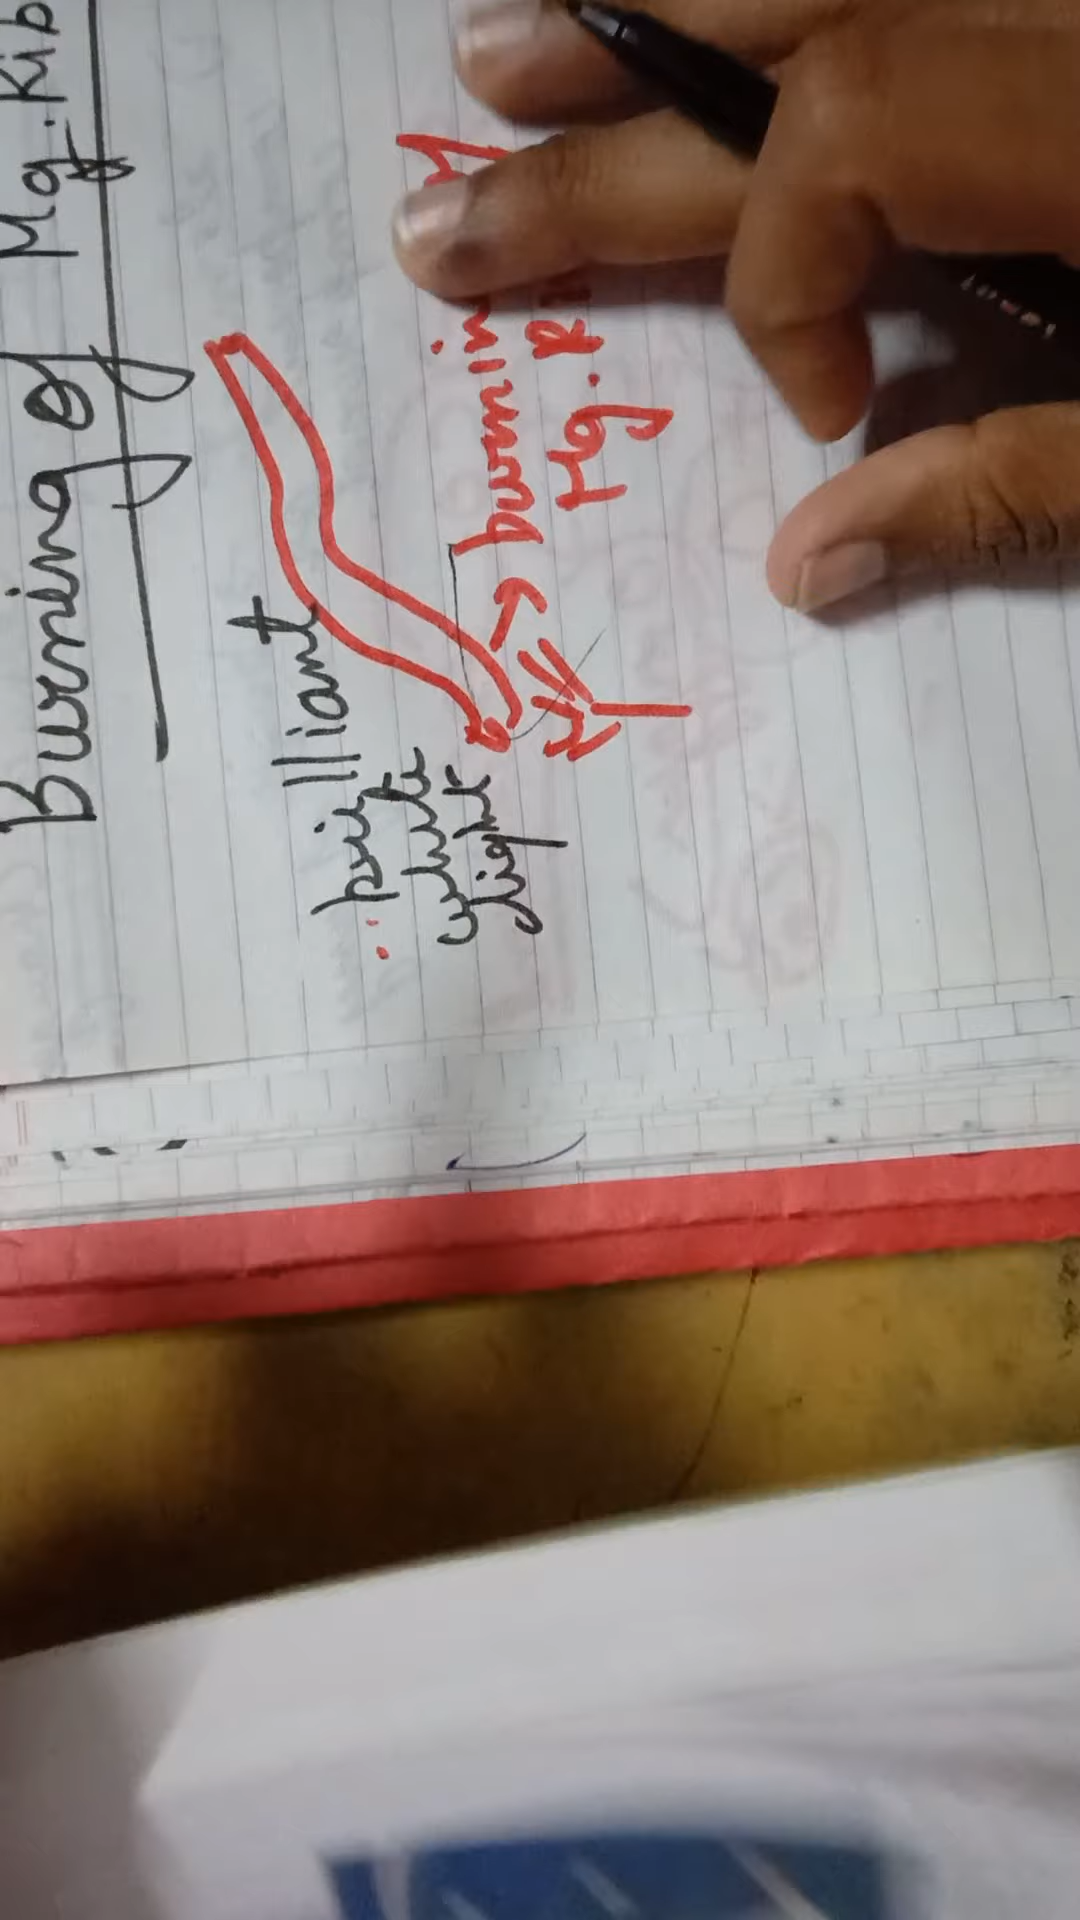 Burning of Mg. Rib
brilliant
white
light
burnin
Mg. R